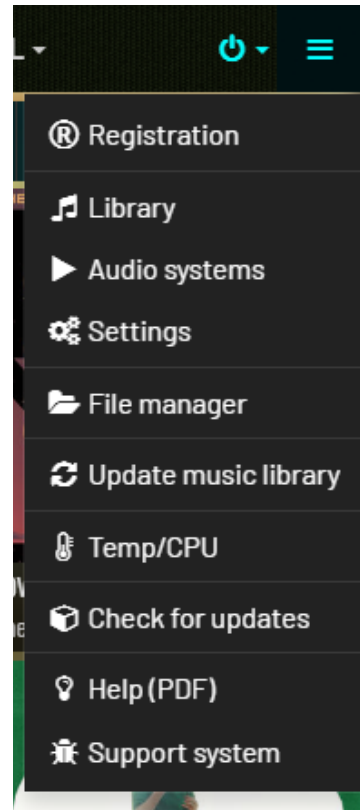 L
Registration
Library
Audio systems
Settings
File manager
Update music library
Temp/CPU
Check for updates
Help (PDF)
Support system